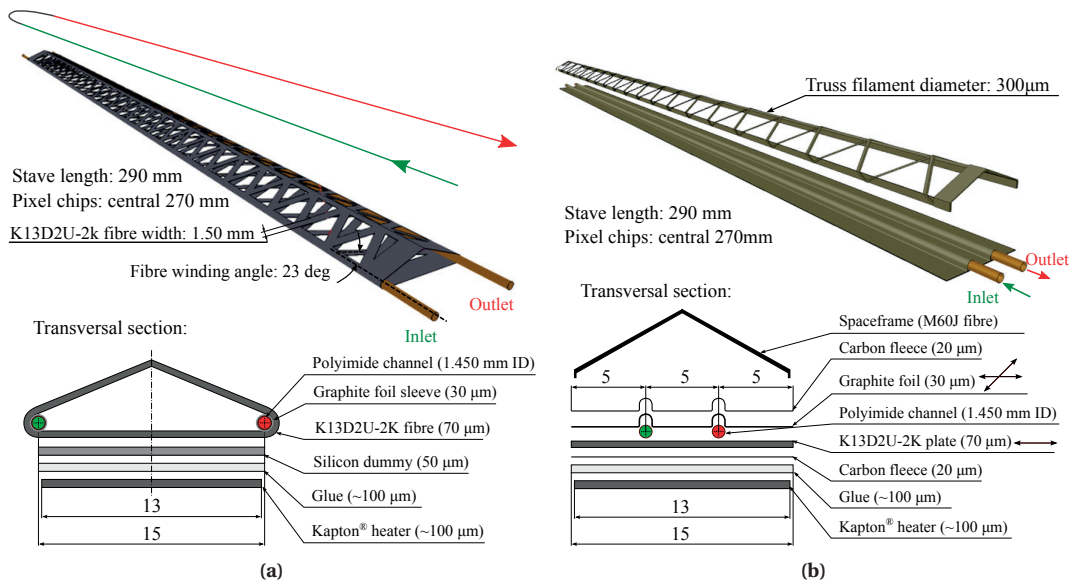 Stave length: 290 mm
Pixel chips: central 270 mm
K13D2U-2k fibre width: 1.50 mm
Fibre winding angle: 23 deg
Outlet
Inlet
Transversal section:
Polyimide channel (1.450 mm ID)
Graphite foil sleeve (30 μm)
K13D2U-2K fibre (70 μm)
Silicon dummy (50 μm)
Glue (~100 μm)
13
Kapton® heater (~100 μm)
15
(a)
Truss filament diameter: 300μm
Stave length: 290 mm
Pixel chips: central 270mm
Outlet
Inlet
Transversal section:
Spaceframe (M60J fibre)
Carbon fleece (20 μm)
5 5 5
Graphite foil (30 μm)
Polyimide channel (1.450 mm ID)
K13D2U-2K plate (70 μm)
Carbon fleece (20 μm)
Glue (~100 μm)
13
Kapton® heater (~100 μm)
15
(b)